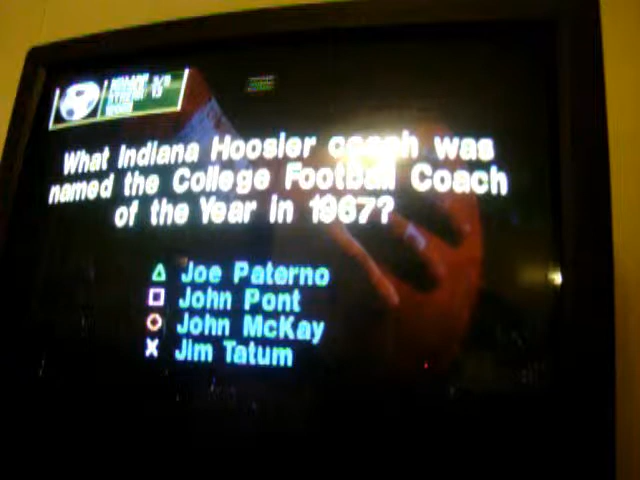 What Indiana Hoosier coach was
named the College Football Coach
of the Year in 1967?
Joe Paterno
John Pont
John McKay
Jim Tatum